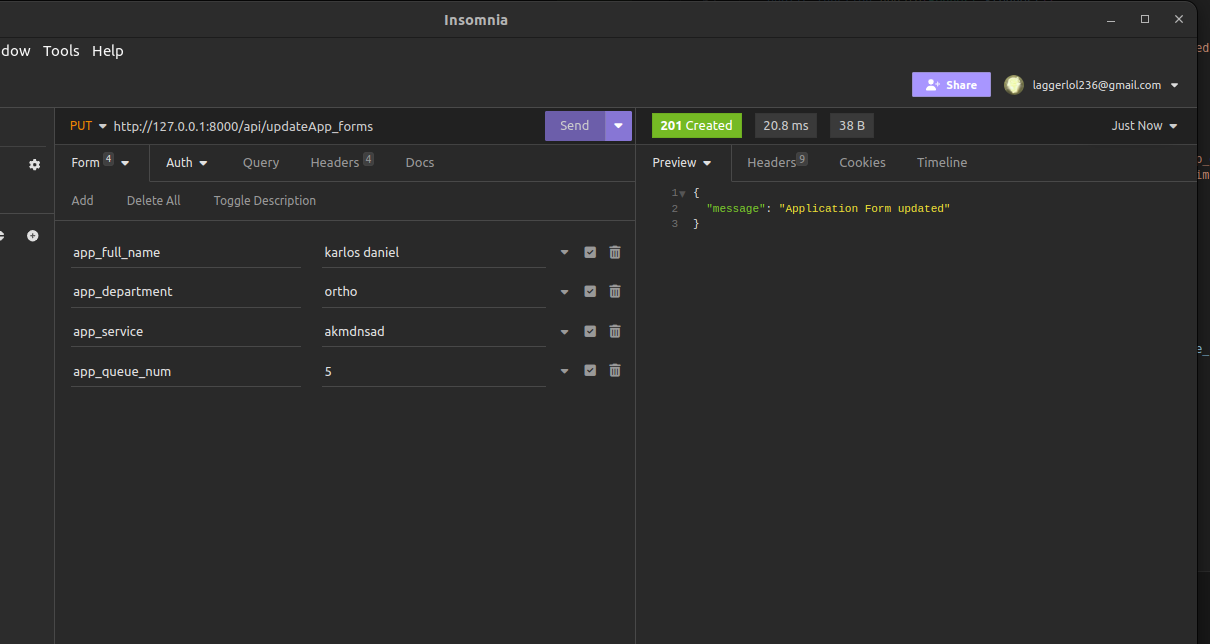 Insomnia
dow Tools Help
Share laggerlol236@gmail.com
PUT http://127.0.0.1:8000/api/updateApp_forms Send 201 Created 20.8 ms 38 B Just Now
Form 4 Auth Query Headers 4 Docs Preview Headers 9 Cookies Timeline
Add Delete All Toggle Description
1 {
2 "message": "Application Form updated"
3 }
app_full_name karlos daniel
app_department ortho
app_service akmdnsad
app_queue_num 5